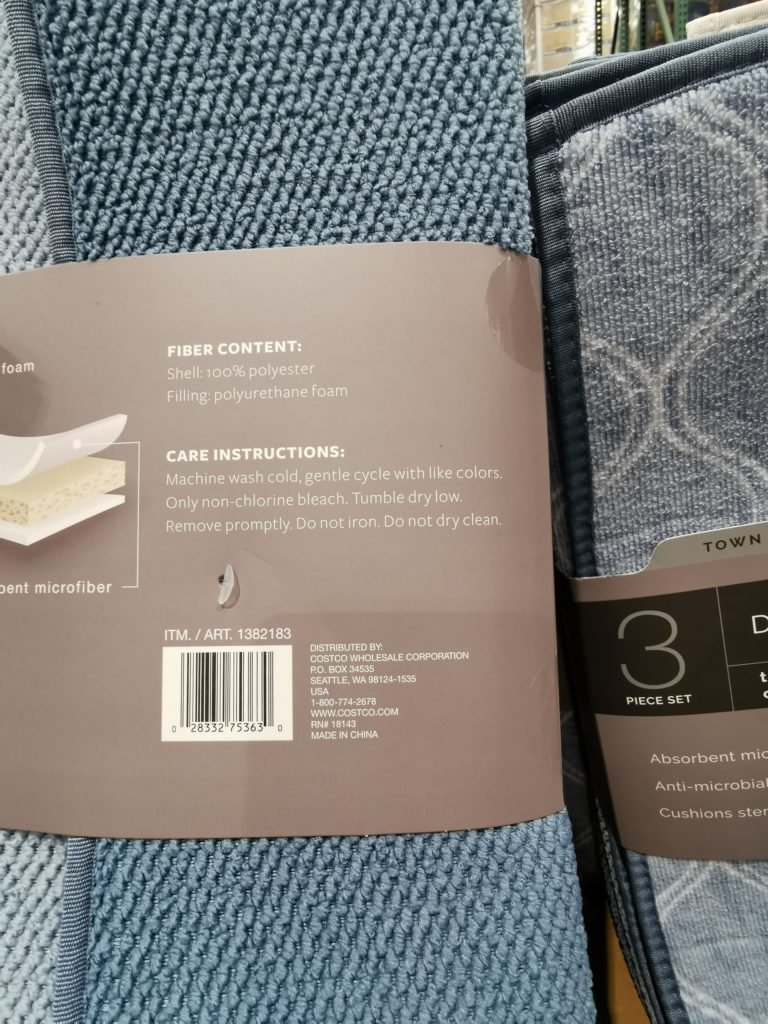 foam
FIBER CONTENT:
Shell: 100% polyester
Filling: polyurethane foam
CARE INSTRUCTIONS:
Machine wash cold, gentle cycle with like colors.
Only non-chlorine bleach. Tumble dry low.
Remove promptly. Do not iron. Do not dry clean.
microfiber
ITM. / ART. 1382183
0 28332 75363 0
DISTRIBUTED BY:
COSTCO WHOLESALE CORPORATION
P.O. BOX 34535
SEATTLE, WA 98124-1535
USA
1-800-774-2678
WWW.COSTCO.COM
RN# 18143
MADE IN CHINA
TOWN
3
PIECE SET
Absorbent
Anti-microbial
Cushions